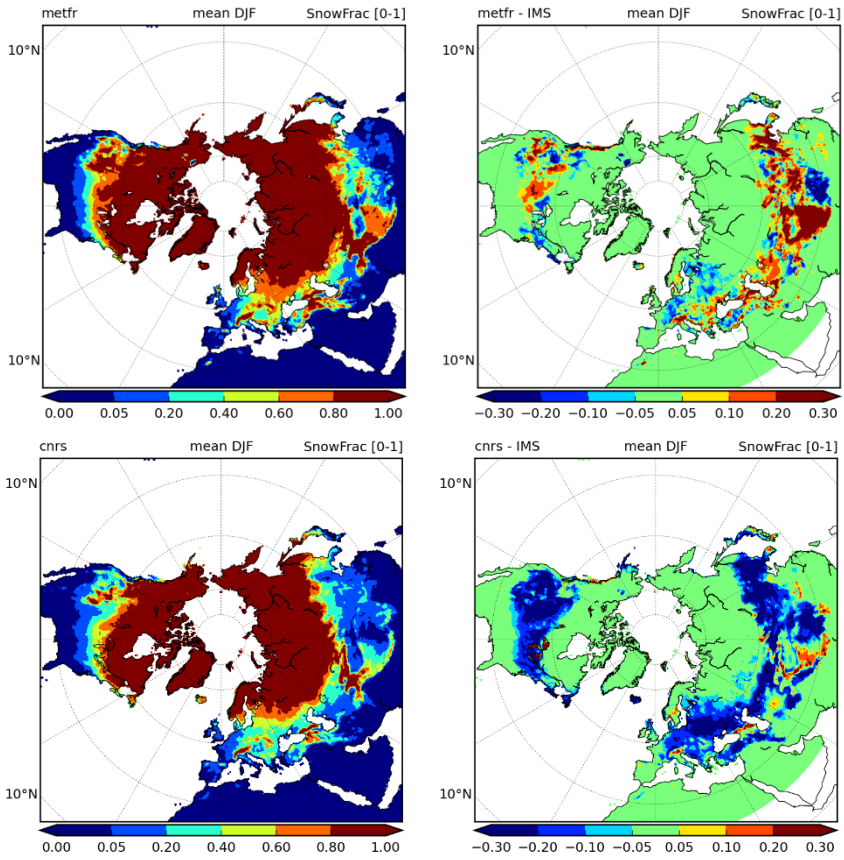 metfr mean DJF SnowFrac [0-1]
metfr - IMS mean DJF SnowFrac [0-1]
10°N
10°N
10°N
10°N
0.00 0.05 0.20 0.40 0.60 0.80 1.00
−0.30 −0.20 −0.10 −0.05 0.05 0.10 0.20 0.30
cnrs mean DJF SnowFrac [0-1]
cnrs - IMS mean DJF SnowFrac [0-1]
10°N
10°N
10°N
10°N
0.00 0.05 0.20 0.40 0.60 0.80 1.00
−0.30 −0.20 −0.10 −0.05 0.05 0.10 0.20 0.30